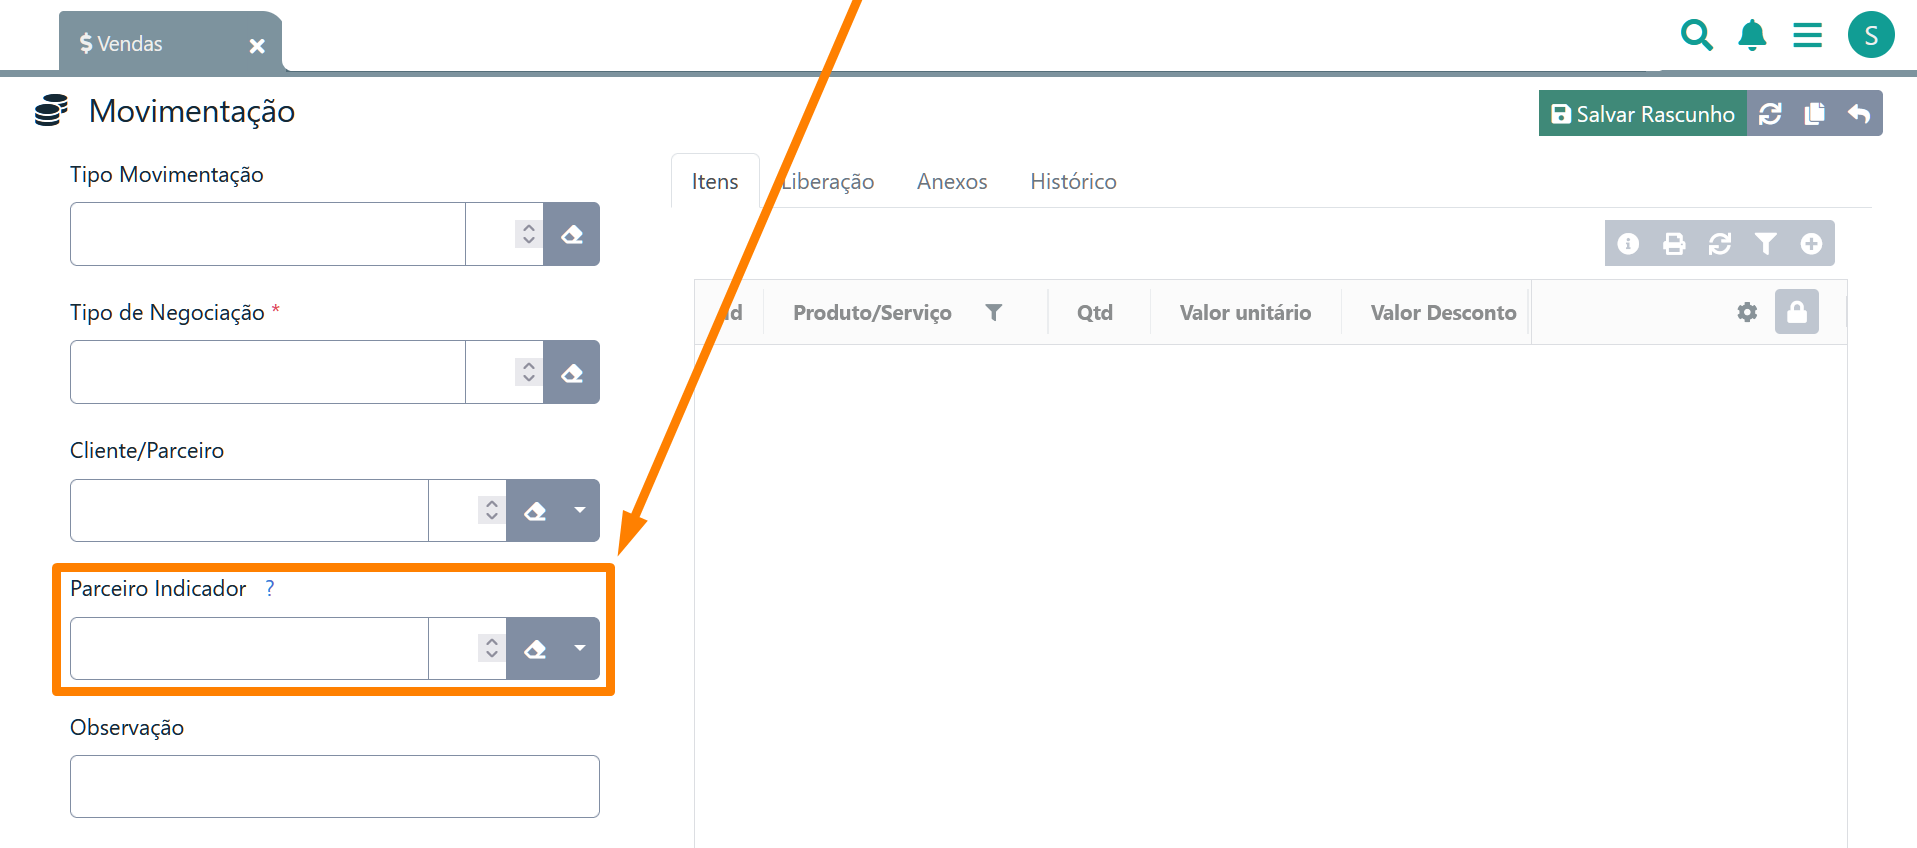 $ Vendas
S
Movimentação
Salvar Rascunho
Tipo Movimentação
Itens Liberação Anexos Histórico
Tipo de Negociação *
Id Produto/Serviço Qtd Valor unitário Valor Desconto
Cliente/Parceiro
Parceiro Indicador ?
Observação